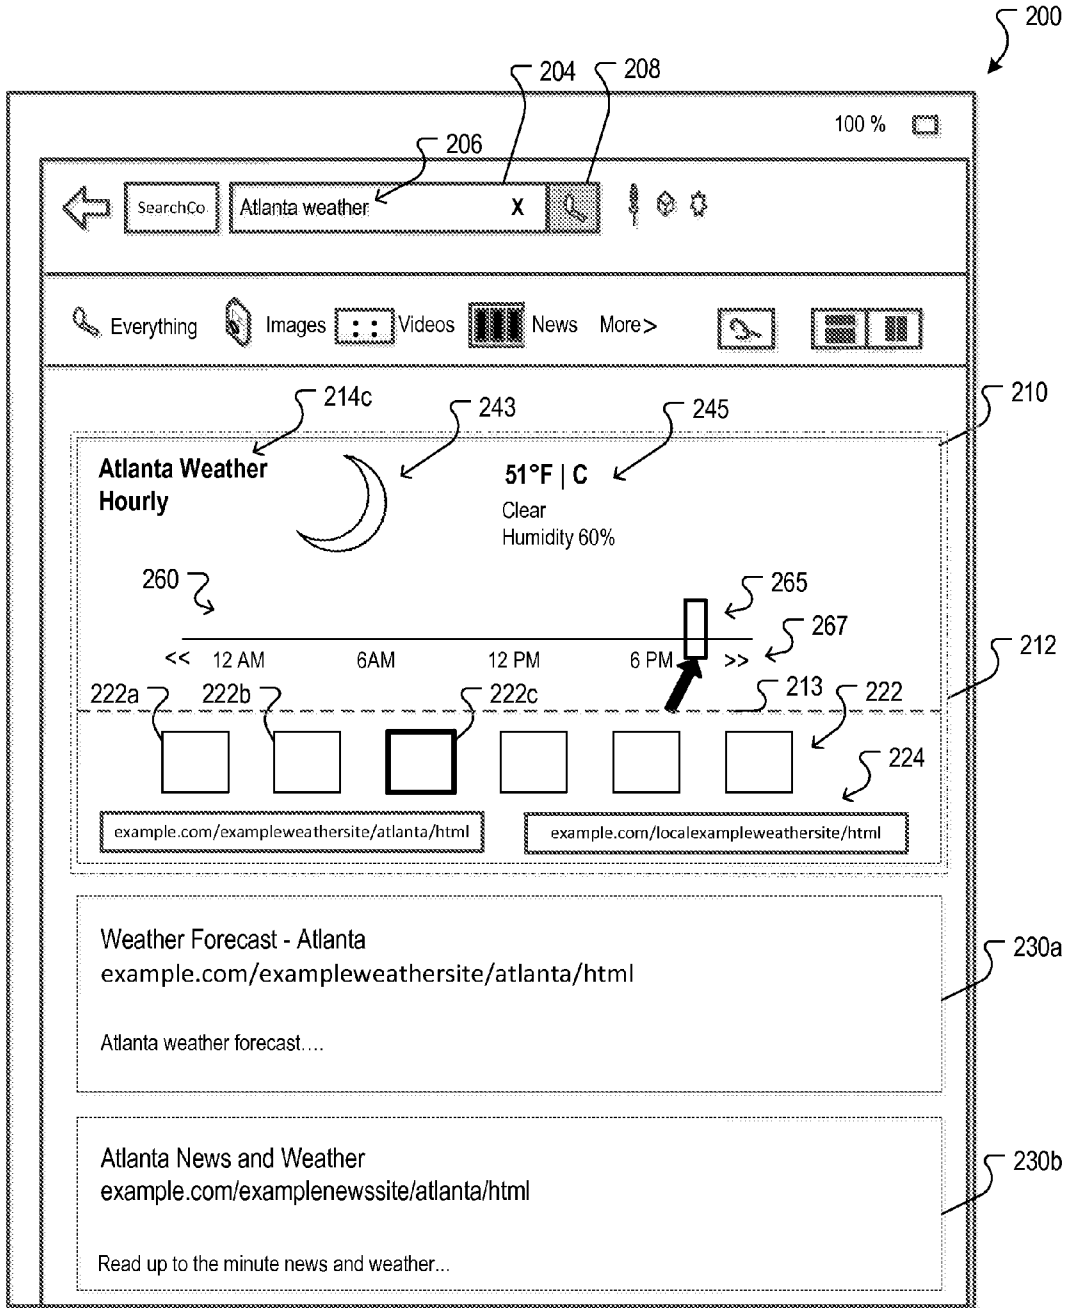 200
204
208
100 %
206
SearchCo
Atlanta weather
X
Everything
Images
Videos
News
More>
214c
243
245
210
Atlanta Weather
Hourly
51°F | C
Clear
Humidity 60%
260
265
267
<< 12 AM 6AM 12 PM 6 PM >>
212
222a
222b
222c
213
222
224
example.com/exampleweathersite/atlanta/html
example.com/localexampleweathersite/html
Weather Forecast - Atlanta
example.com/exampleweathersite/atlanta/html
230a
Atlanta weather forecast....
Atlanta News and Weather
example.com/examplenewssite/atlanta/html
230b
Read up to the minute news and weather...